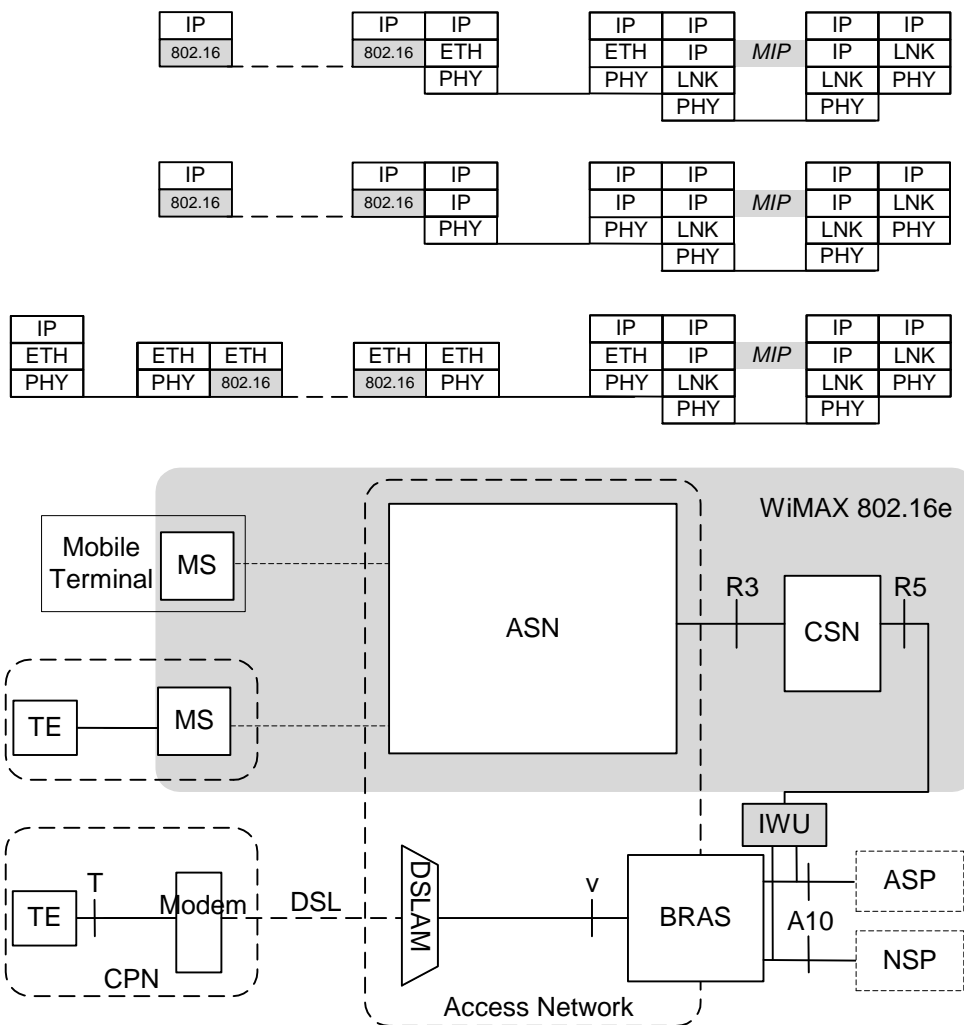 IP IP IP IP IP IP IP
802.16 802.16 ETH ETH IP MIP IP LNK
PHY PHY LNK LNK PHY
PHY PHY
IP IP IP IP IP IP IP
802.16 802.16 IP IP IP MIP IP LNK
PHY PHY LNK LNK PHY
PHY PHY
IP IP IP IP IP
ETH ETH ETH ETH ETH ETH IP MIP IP LNK
PHY PHY 802.16 802.16 PHY PHY LNK LNK PHY
PHY PHY
WiMAX 802.16e
Mobile
Terminal
MS
ASN
R3
CSN
R5
TE
MS
IWU
TE
T
Modem
DSL
DSLAM
v
BRAS
A10
ASP
NSP
CPN
Access Network